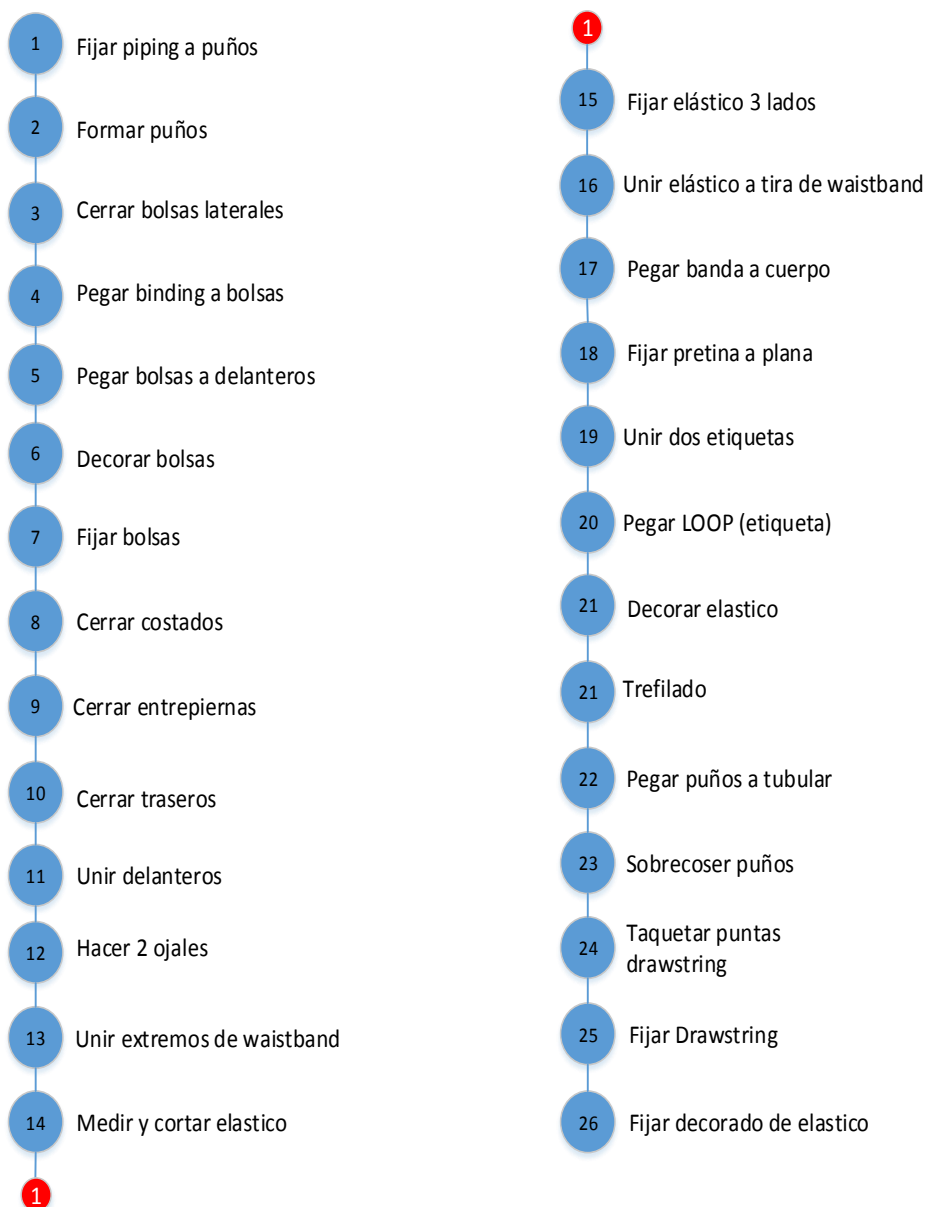 1 Fijar piping a puños
2 Formar puños
3 Cerrar bolsas laterales
4 Pegar binding a bolsas
5 Pegar bolsas a delanteros
6 Decorar bolsas
7 Fijar bolsas
8 Cerrar costados
9 Cerrar entrepiernas
10 Cerrar traseros
11 Unir delanteros
12 Hacer 2 ojales
13 Unir extremos de waistband
14 Medir y cortar elastico
1
1
15 Fijar elástico 3 lados
16 Unir elástico a tira de waistband
17 Pegar banda a cuerpo
18 Fijar pretina a plana
19 Unir dos etiquetas
20 Pegar LOOP (etiqueta)
21 Decorar elastico
21 Trefilado
22 Pegar puños a tubular
23 Sobrecoser puños
24 Taquetar puntas
drawstring
25 Fijar Drawstring
26 Fijar decorado de elastico